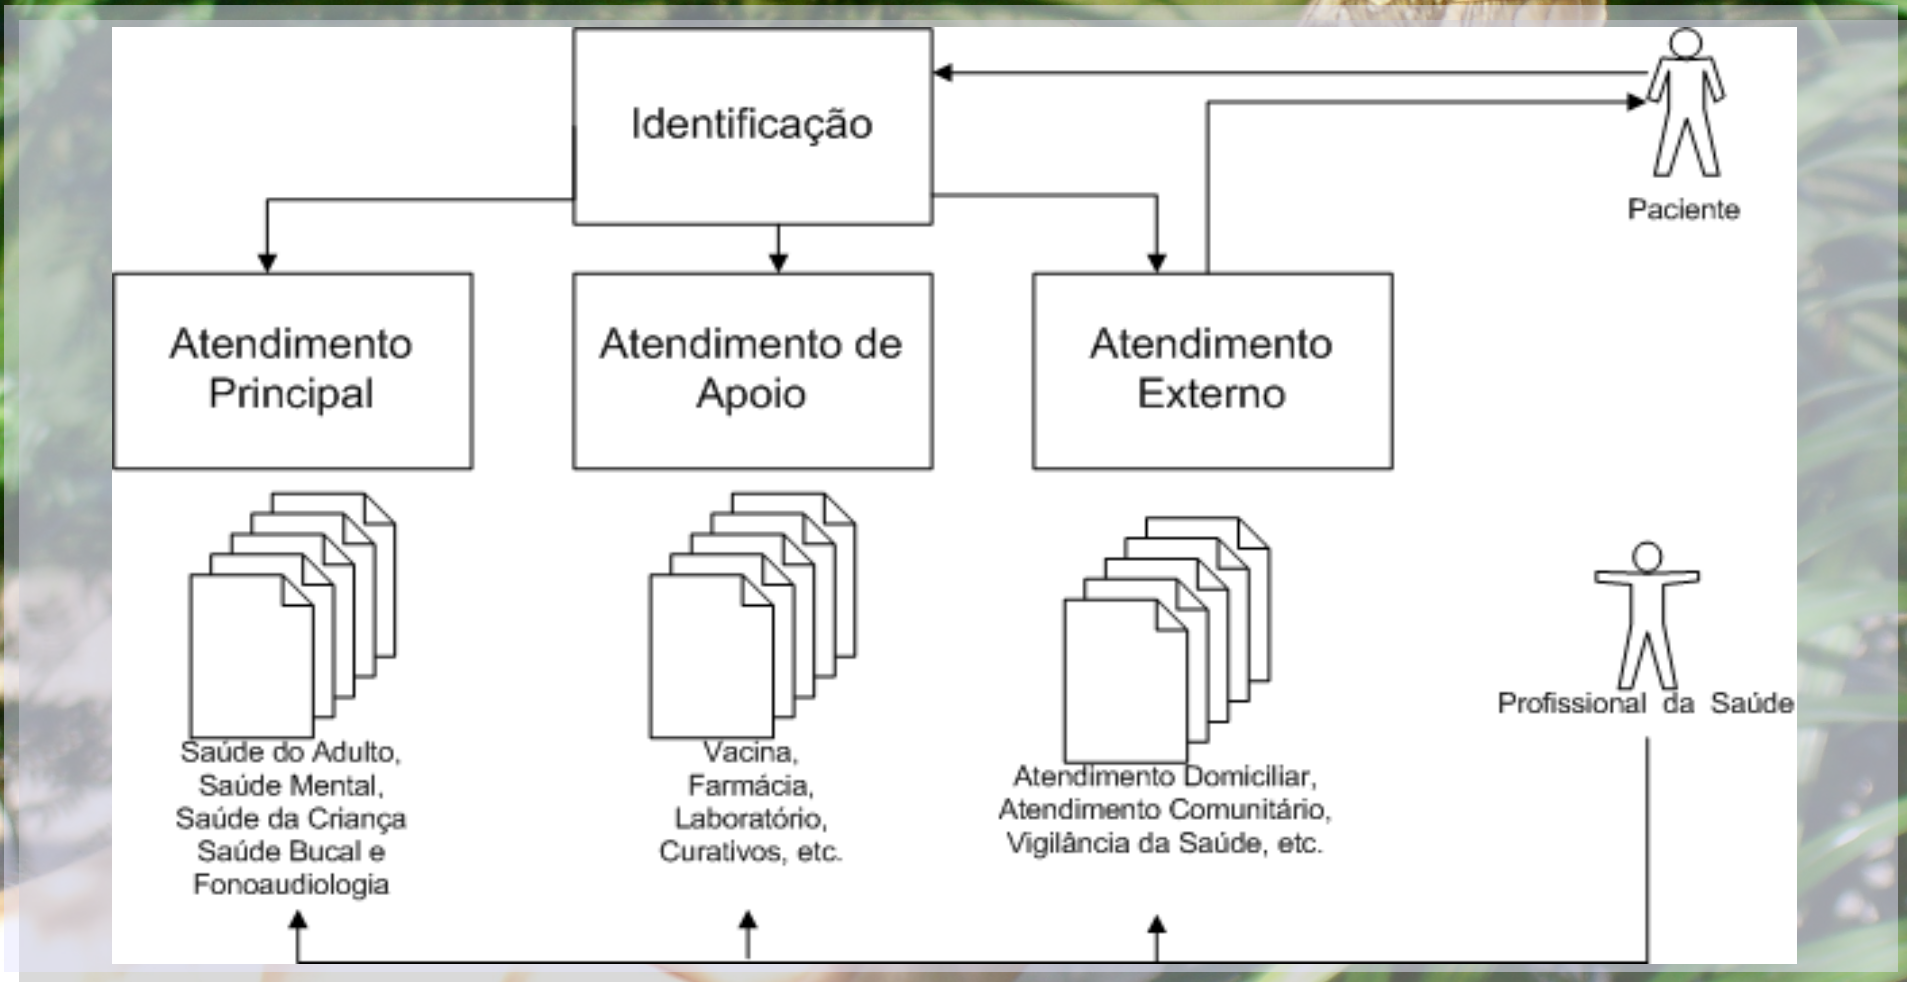 Identificação
Paciente
Atendimento
Principal
Atendimento de
Apoio
Atendimento
Externo
Profissional da Saúde
Saúde do Adulto,
Saúde Mental,
Saúde da Criança
Saúde Bucal e
Fonoaudiologia
Vacina,
Farmácia,
Laboratório,
Curativos, etc.
Atendimento Domiciliar,
Atendimento Comunitário,
Vigilância da Saúde, etc.